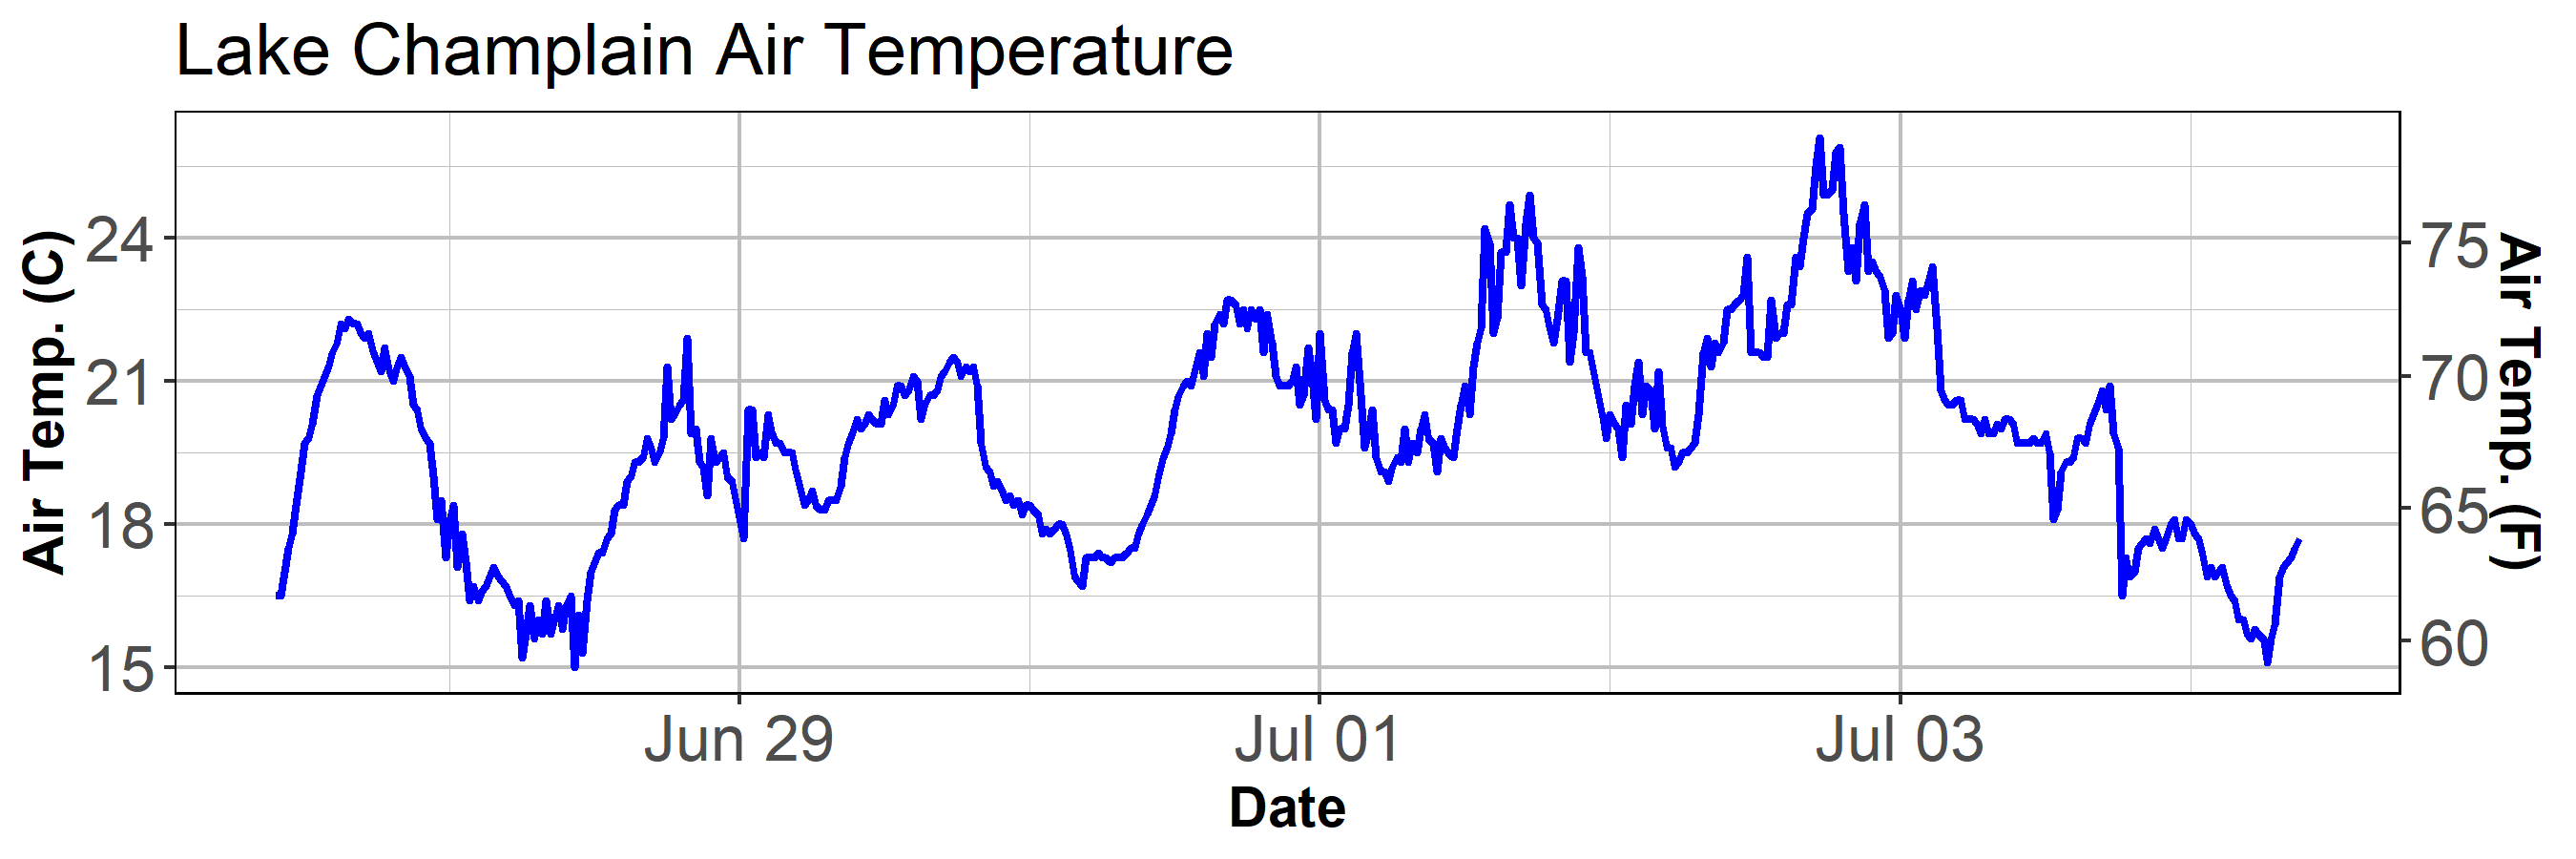 Lake Champlain Air Temperature
Air Temp. (C)
24
21
18
15
75
70
65
60
Air Temp. (F)
Jun 29
Jul 01
Jul 03
Date